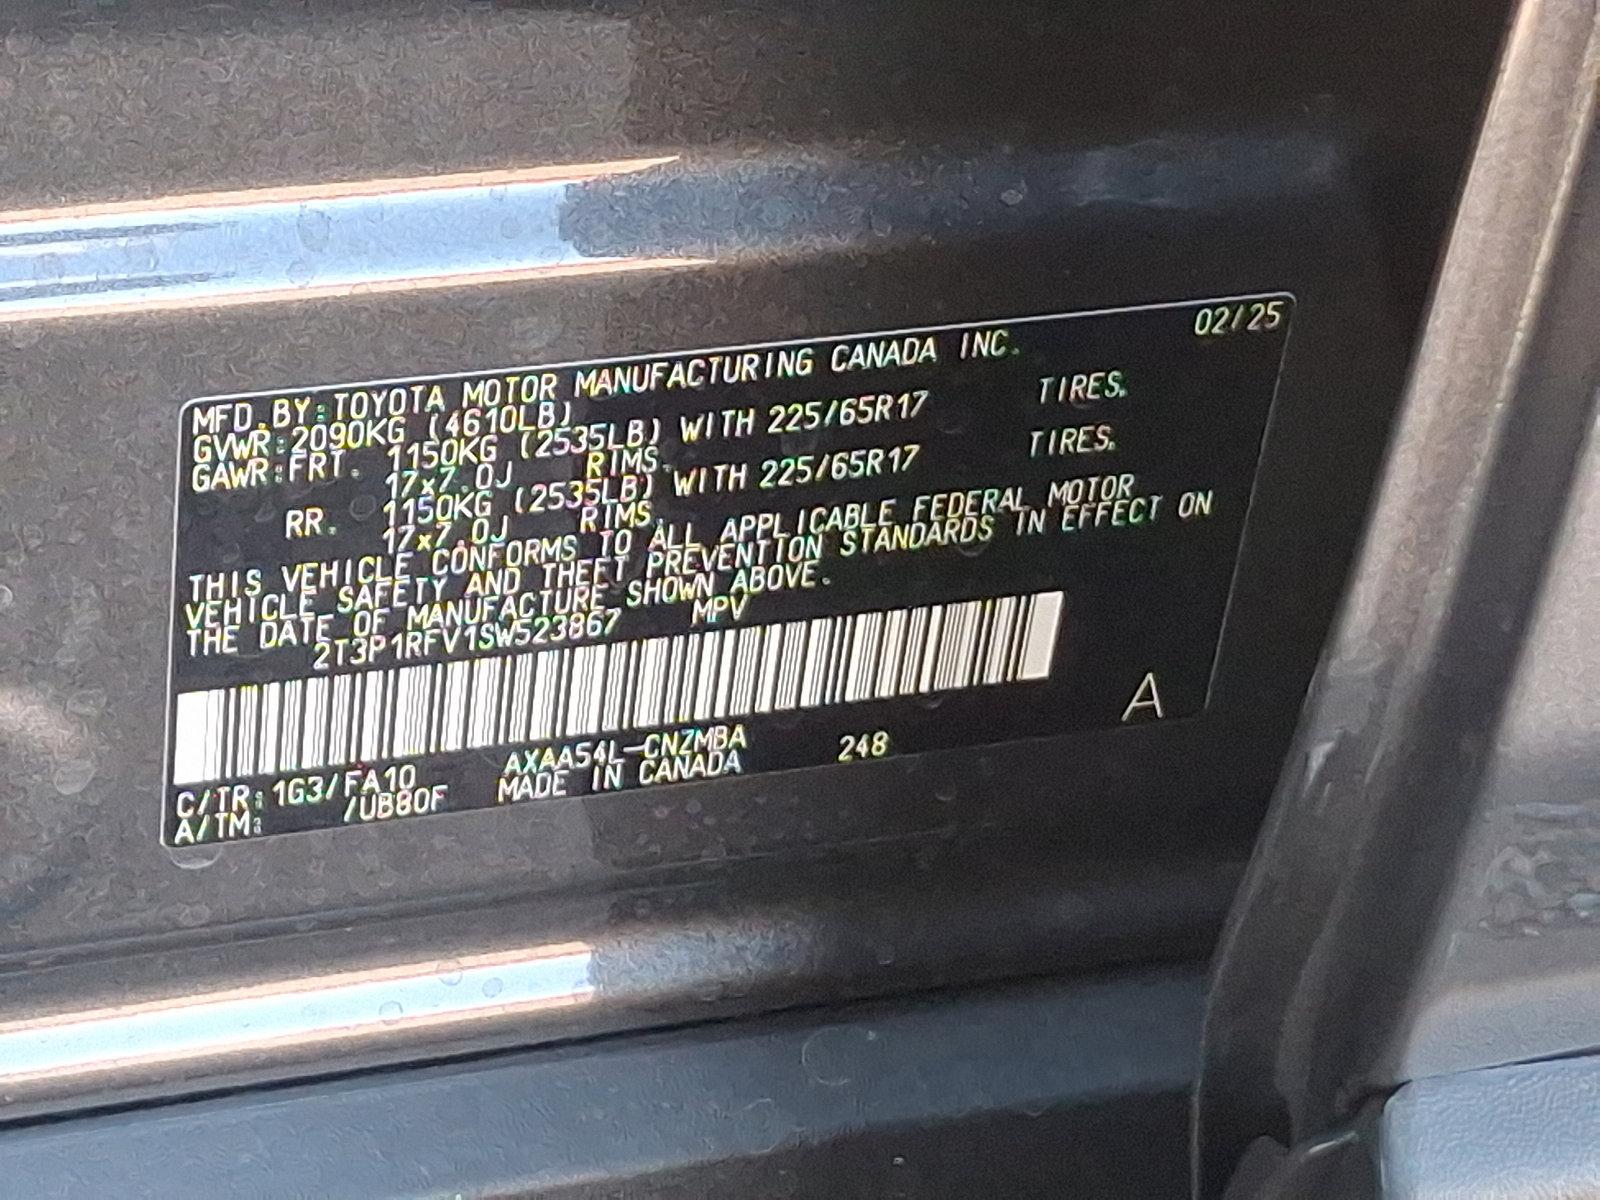 02/25
MFD.BY:TOYOTA MOTOR MANUFACTURING CANADA INC.
GVWR:2090KG (4610LB)
GAWR:FRT. 1150KG (2535LB) WITH 225/65R17 TIRES.
17x7.0J RIMS.
RR. 1150KG (2535LB) WITH 225/65R17 TIRES.
17x7.0J RIMS.
THIS VEHICLE CONFORMS TO ALL APPLICABLE FEDERAL MOTOR
VEHICLE SAFETY AND THEFT PREVENTION STANDARDS IN EFFECT ON
THE DATE OF MANUFACTURE SHOWN ABOVE.
2T3P1RFV1SW523867 MPV
A
C/TR:1G3/FA10 AXAA54L-CNZMBA 248
A/TM: /UB80F MADE IN CANADA